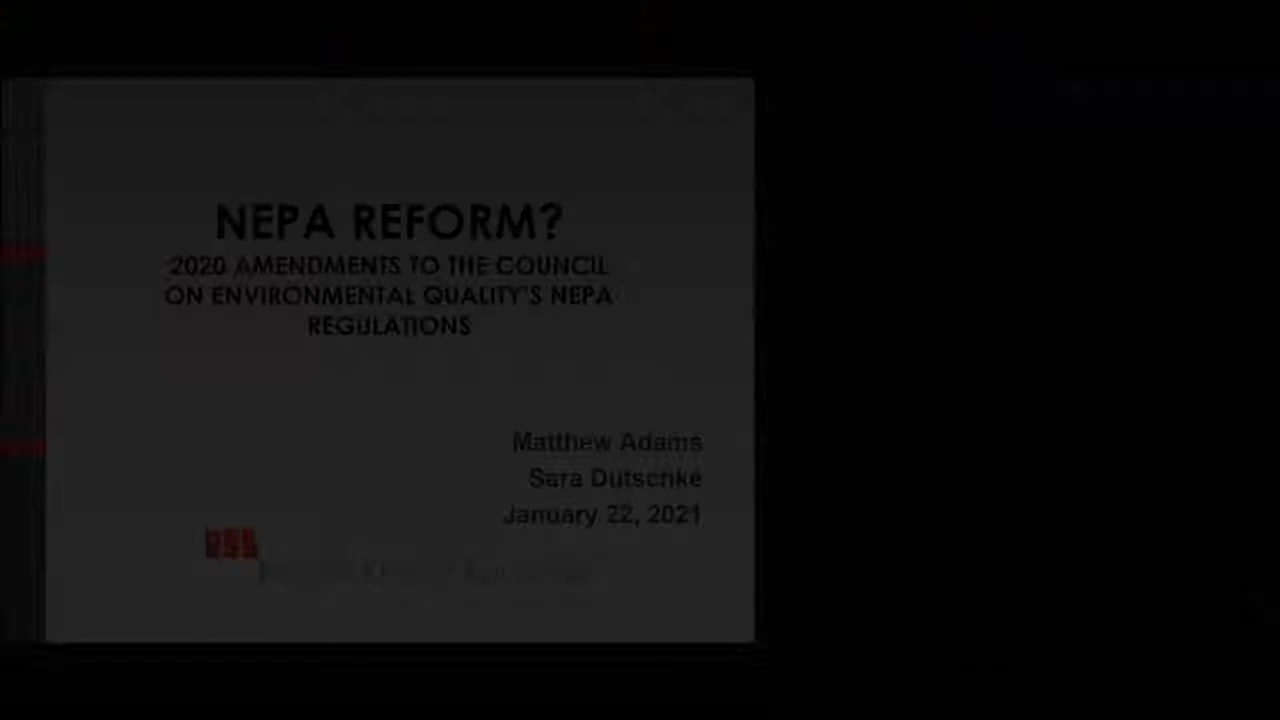 NEPA REFORM?
2020 AMENDMENTS TO THE COUNCIL
ON ENVIRONMENTAL QUALITY'S NEPA
REGULATIONS
Matthew Adams
Sara Dutschke
January 22, 2021